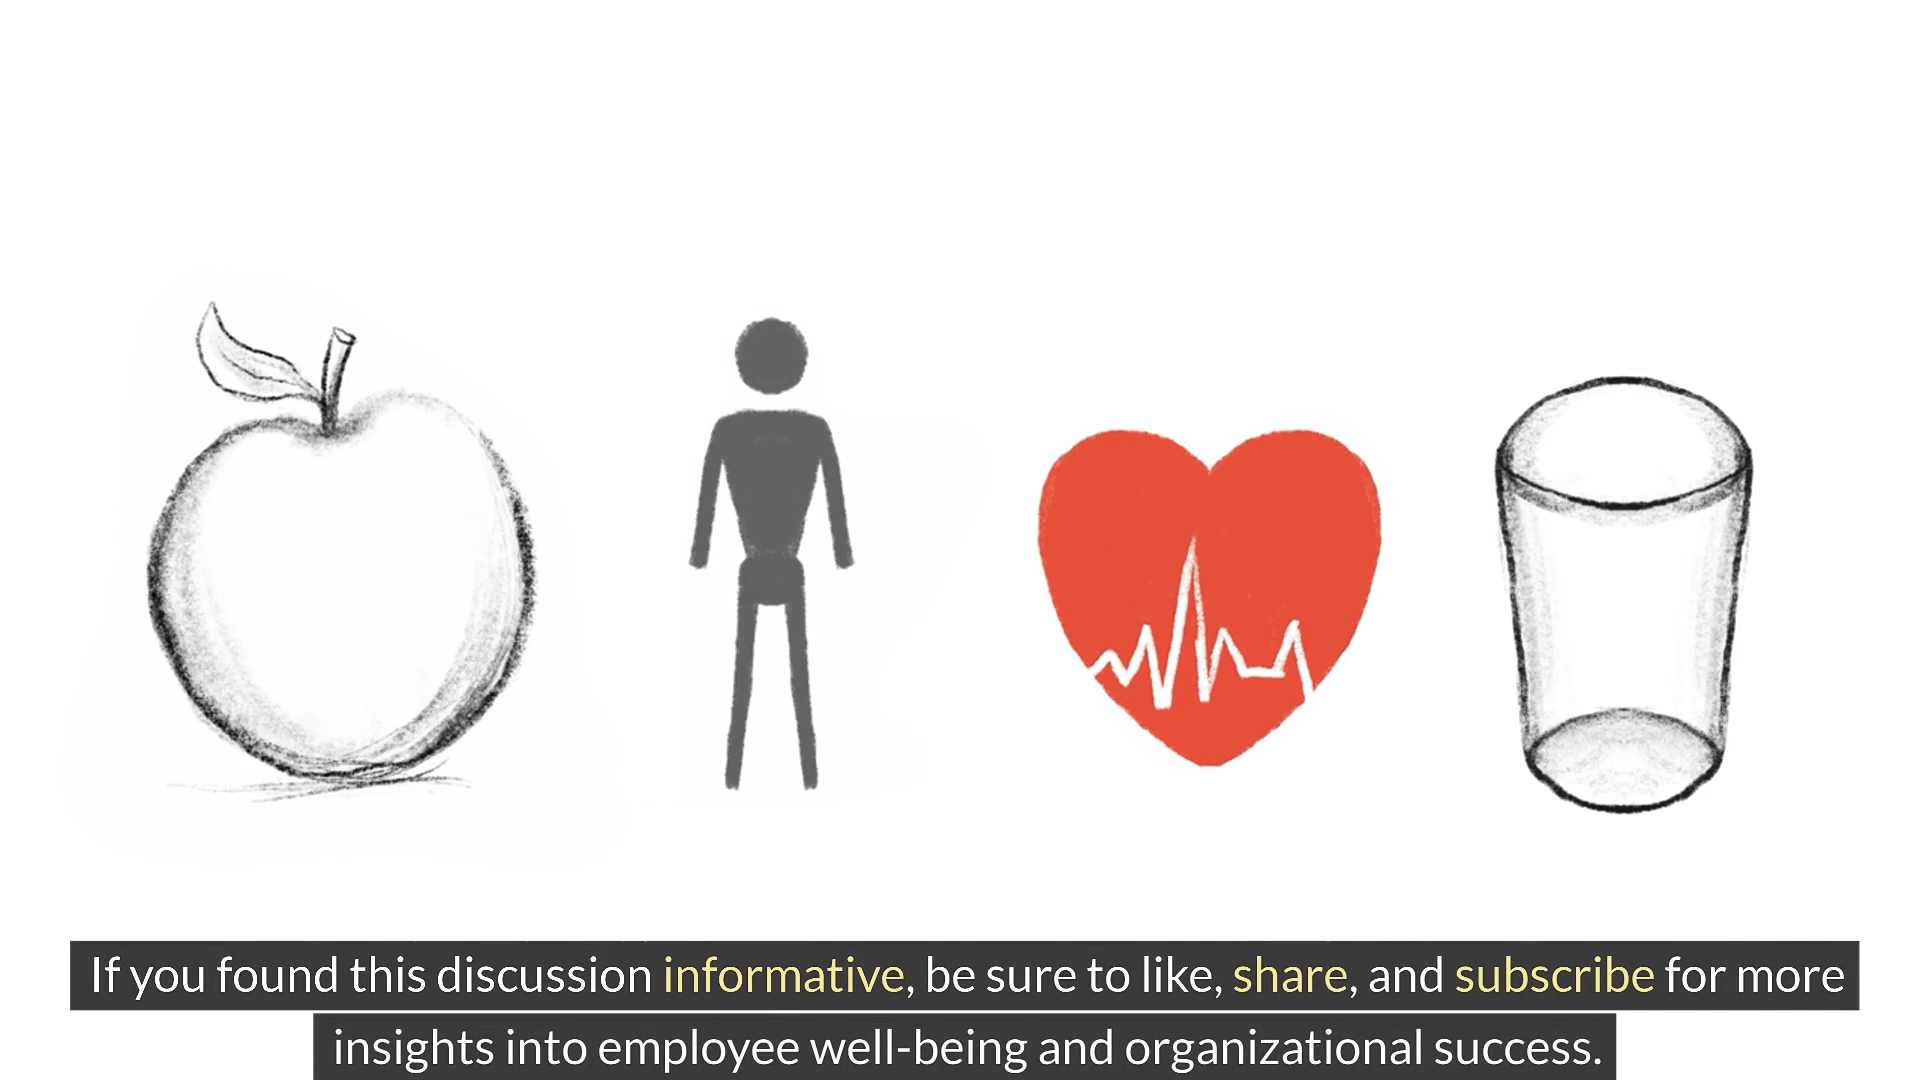 If you found this discussion informative, be sure to like, share, and subscribe for more
insights into employee well-being and organizational success.